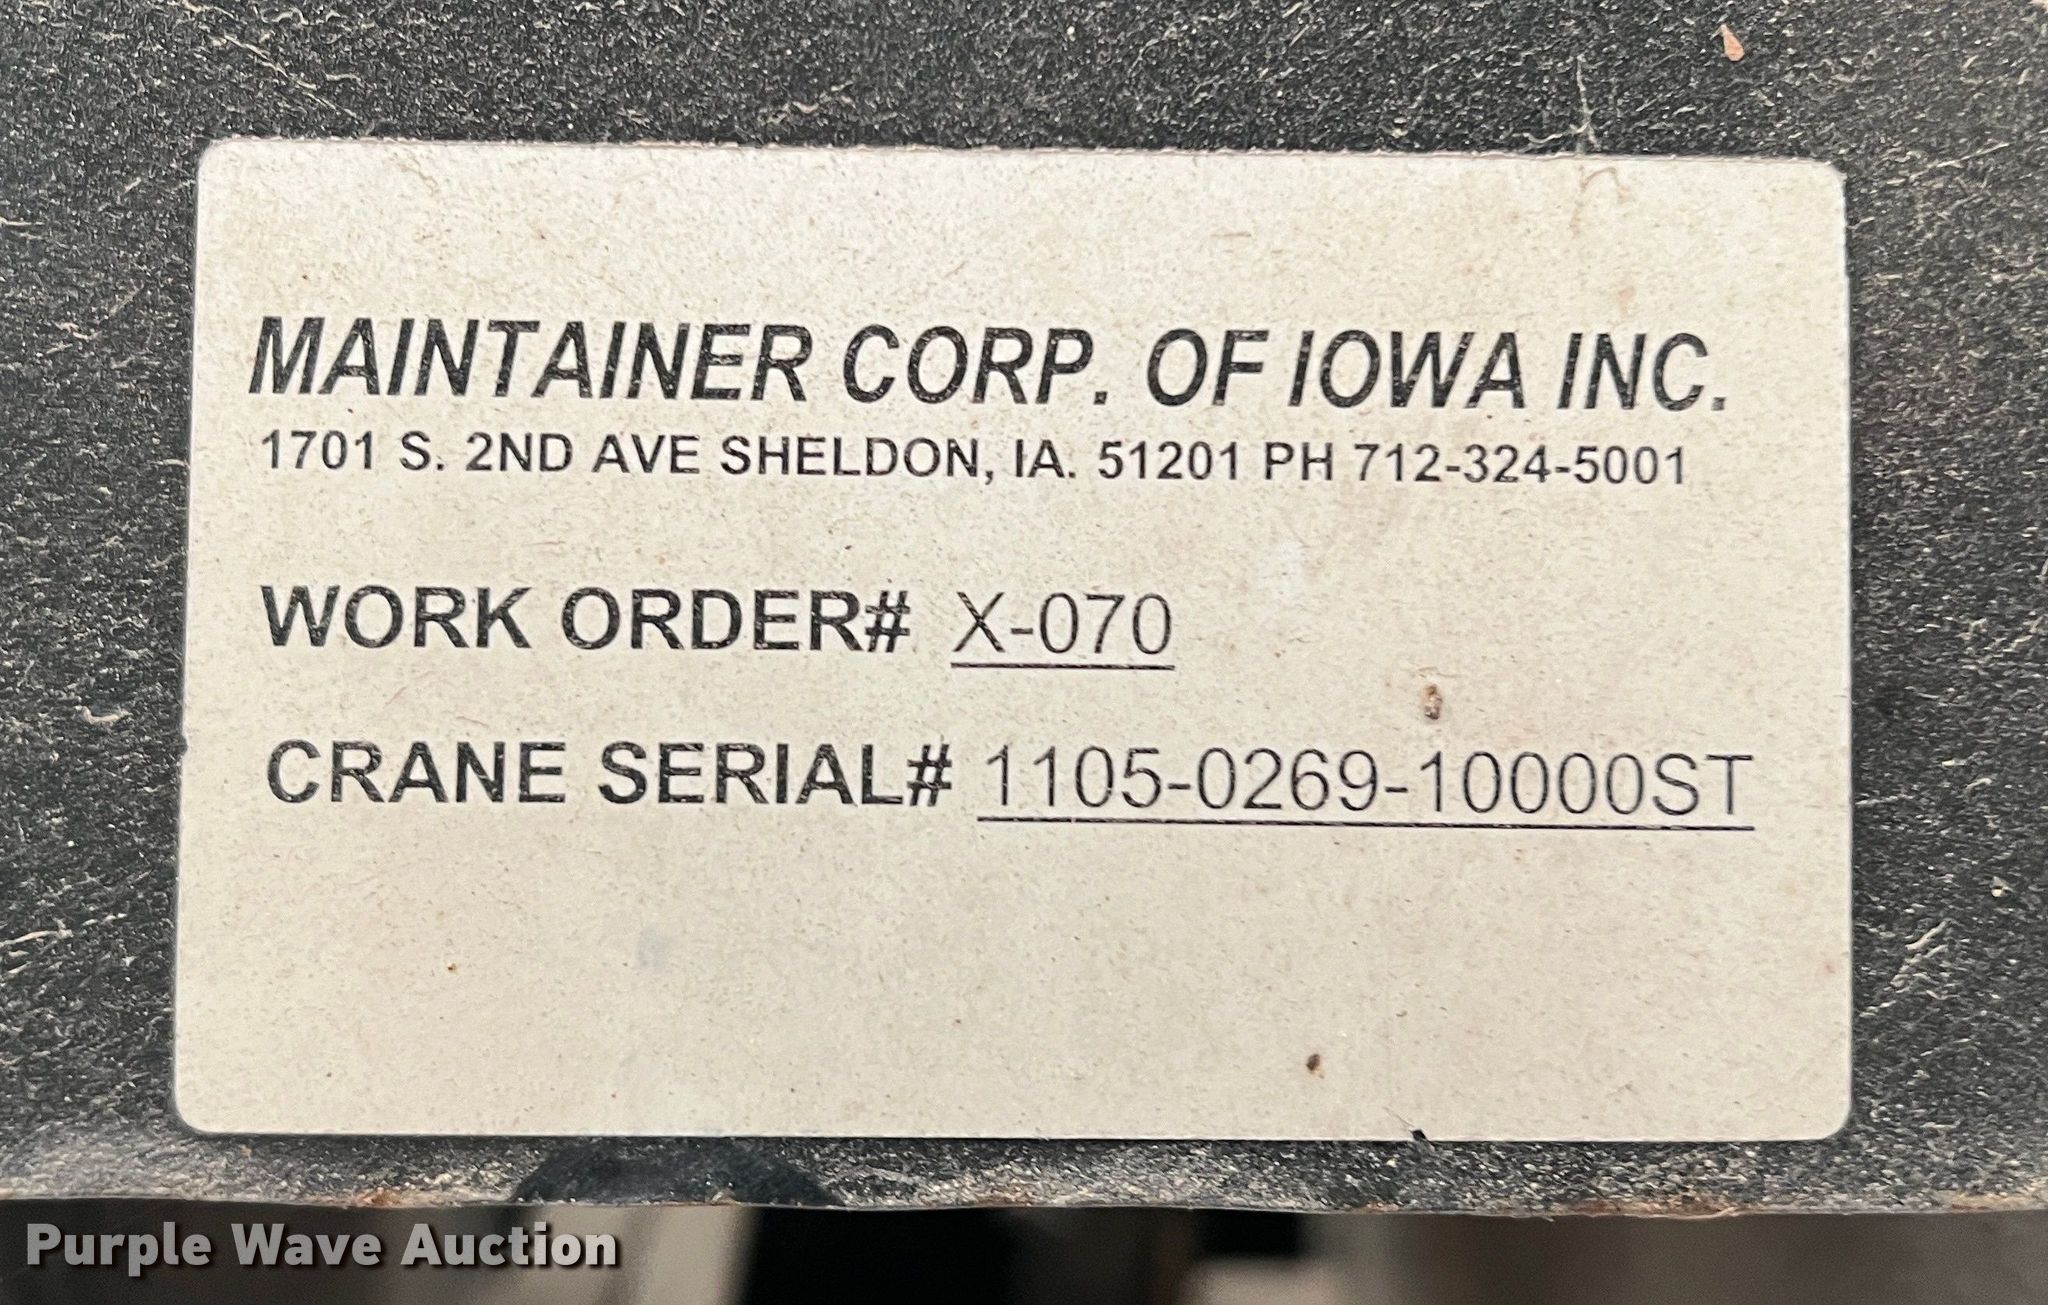 MAINTAINER CORP. OF IOWA INC.
1701 S. 2ND AVE SHELDON, IA. 51201 PH 712-324-5001
WORK ORDER# X-070
CRANE SERIAL# 1105-0269-10000ST
Purple Wave Auction